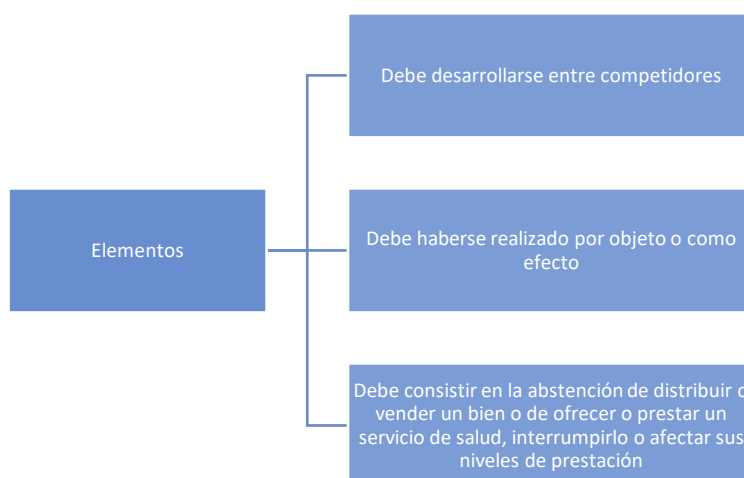 Debe desarrollarse entre competidores
Elementos
Debe haberse realizado por objeto o como
efecto
Debe consistir en la abstención de distribuir o
vender un bien o de ofrecer o prestar un
servicio de salud, interrumpirlo o afectar sus
niveles de prestación